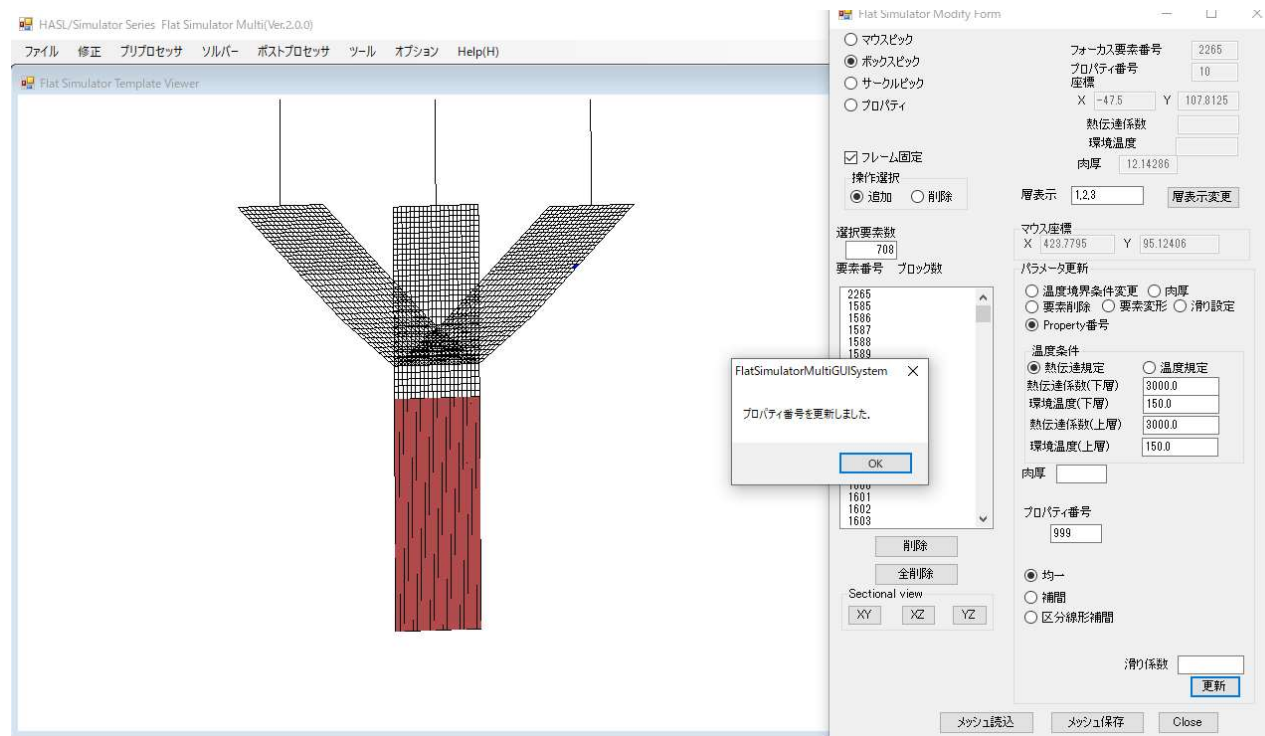 HASL/Simulator Series Flat Simulator Multi(Ver.2.0.0)
ファイル 修正 プリプロセッサ ソルバー ポストプロセッサ ツール オプション Help(H)
Flat Simulator Template Viewer
Flat Simulator Modify Form
マウスピック
ボックスピック
サークルピック
プロパティ
フォーカス要素番号 2265
プロパティ番号 10
座標
X -47.5 Y 107.8125
熱伝達係数
環境温度
肉厚 12.14286
フレーム固定
操作選択
追加 削除
層表示 1,2,3 層表示変更
選択要素数
708
要素番号 ブロック数
2265
1585
1586
1587
1588
1589
1601
1602
1603
削除
全削除
Sectional view
XY XZ YZ
マウス座標
X 423.7795 Y 95.12406
パラメータ更新
温度境界条件変更 肉厚
要素削除 要素変形 滑り設定
Property番号
温度条件
熱伝達規定 温度規定
熱伝達係数(下層) 3000.0
環境温度(下層) 150.0
熱伝達係数(上層) 3000.0
環境温度(上層) 150.0
肉厚
プロパティ番号
999
均一
補間
区分線形補間
滑り係数
更新
メッシュ読込 メッシュ保存 Close
FlatSimulatorMultiGUISystem
プロパティ番号を更新しました.
OK